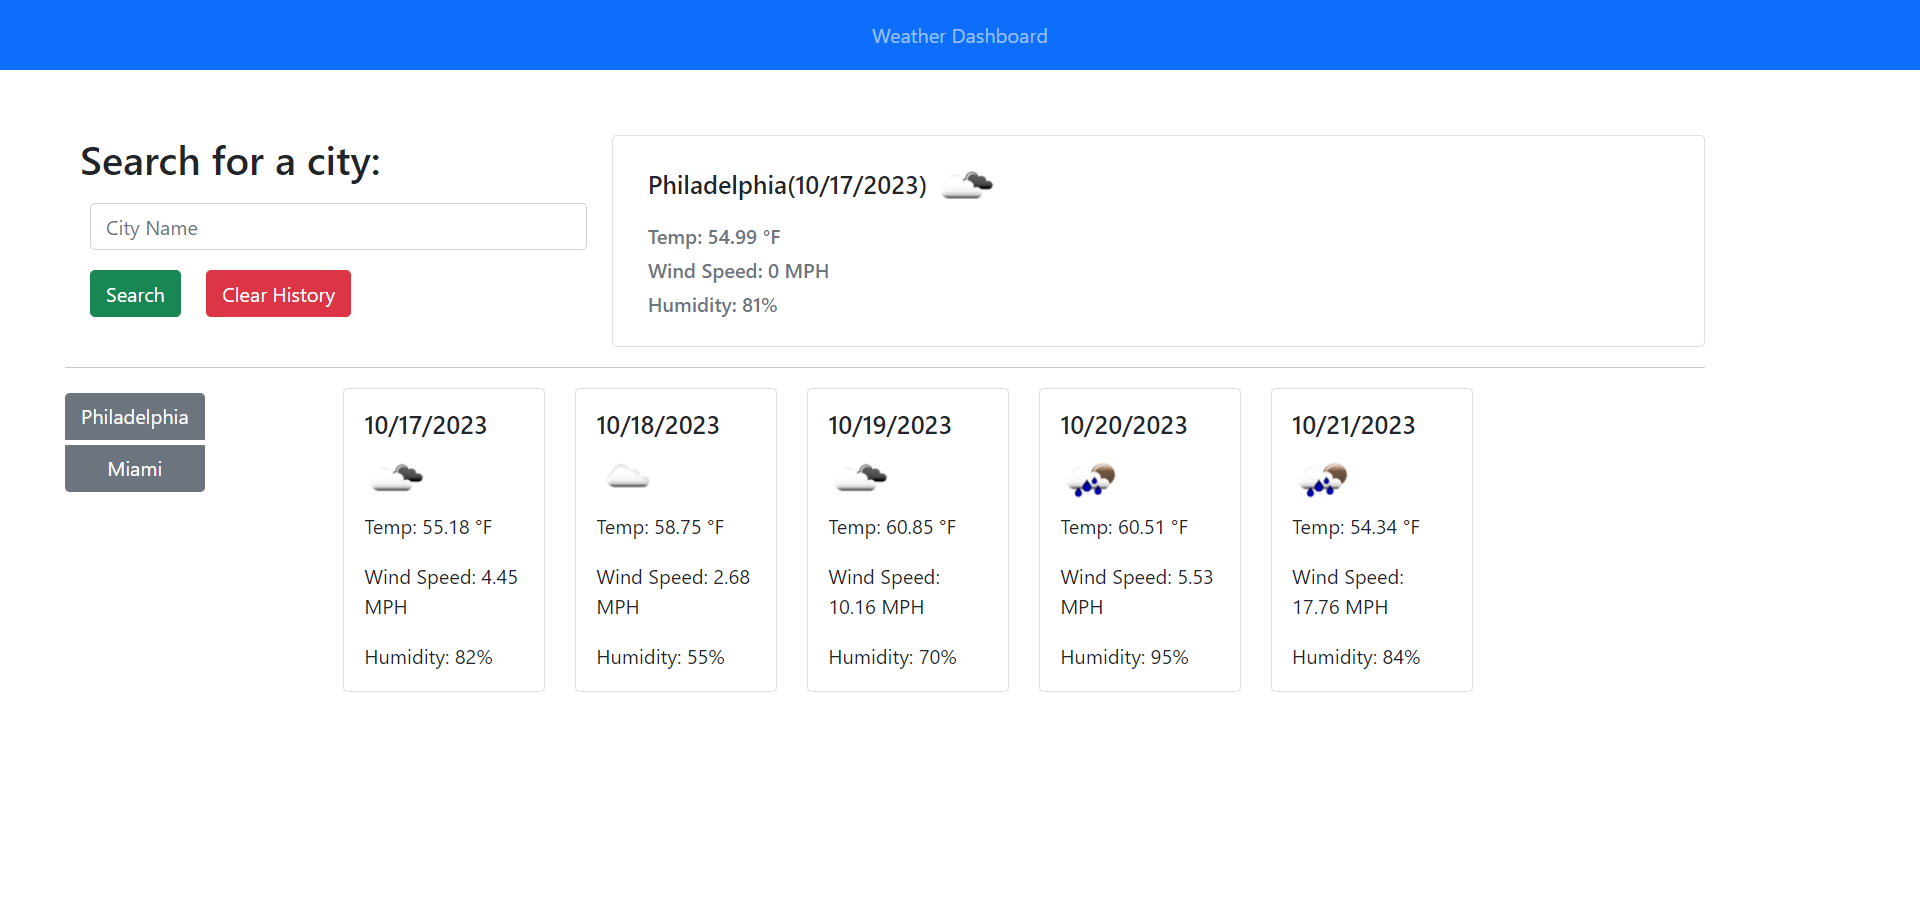 Weather Dashboard
Search for a city:
City Name
Search
Clear History
Philadelphia(10/17/2023)
Temp: 54.99 °F
Wind Speed: 0 MPH
Humidity: 81%
Philadelphia
Miami
10/17/2023
Temp: 55.18 °F
Wind Speed: 4.45
MPH
Humidity: 82%
10/18/2023
Temp: 58.75 °F
Wind Speed: 2.68
MPH
Humidity: 55%
10/19/2023
Temp: 60.85 °F
Wind Speed:
10.16 MPH
Humidity: 70%
10/20/2023
Temp: 60.51 °F
Wind Speed: 5.53
MPH
Humidity: 95%
10/21/2023
Temp: 54.34 °F
Wind Speed:
17.76 MPH
Humidity: 84%